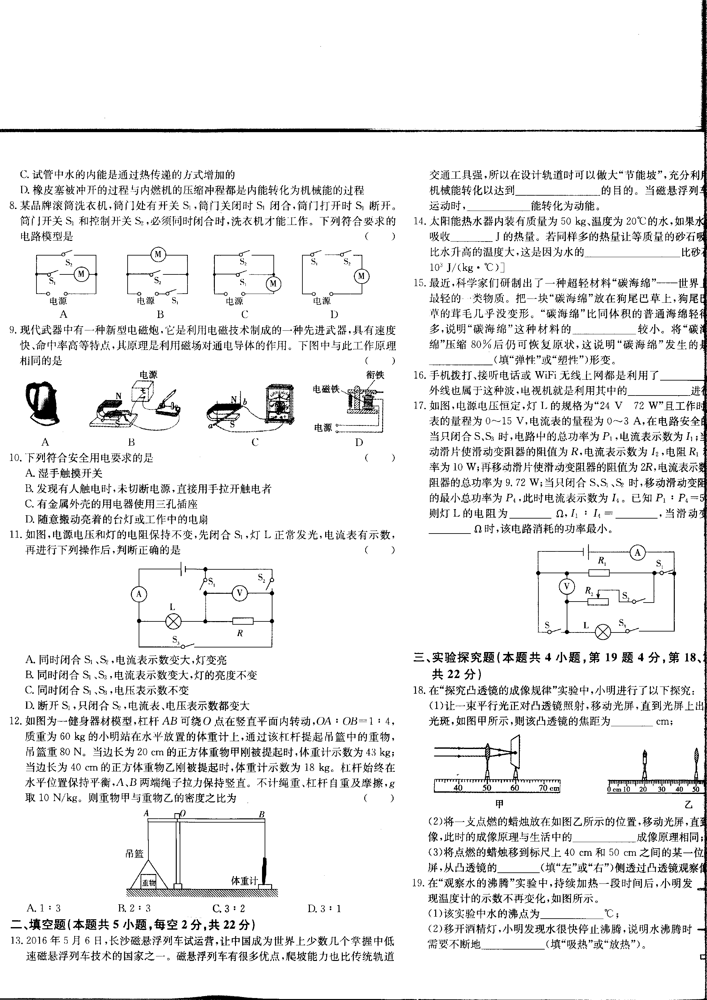 C. 试管中水的内能是通过热传递的方式增加的
D. 橡皮塞被冲开的过程与内燃机的压缩冲程都是内能转化为机械能的过程
8. 某品牌滚筒洗衣机,筒门处有开关 S₁,筒门关闭时 S₁ 闭合,筒门打开时 S₁ 断开。
筒门开关 S₁ 和控制开关 S₂,必须同时闭合时,洗衣机才能工作。下列符合要求的
电路模型是 ( )
S₂ S₁ M 电源 A
M S₂ 电源 S₁ B
S₂ S₁ M 电源 C
S₁ S₂ M 电源 D
9. 现代武器中有一种新型电磁炮,它是利用电磁技术制成的一种先进武器,具有速度
快、命中率高等特点,其原理是利用磁场对通电导体的作用。下图中与此工作原理
相同的是 ( )
电源 N S
N b a S
衔铁 电磁铁 电源
A B C D
10. 下列符合安全用电要求的是 ( )
A. 湿手触摸开关
B. 发现有人触电时,未切断电源,直接用手拉开触电者
C. 有金属外壳的用电器使用三孔插座
D. 随意搬动亮着的台灯或工作中的电扇
11. 如图,电源电压和灯的电阻保持不变,先闭合 S₁,灯 L 正常发光,电流表有示数,
再进行下列操作后,判断正确的是 ( )
S₁ S₂ A V L R S₃
A. 同时闭合 S₁、S₂,电流表示数变大,灯变亮
B. 同时闭合 S₁、S₃,电流表示数变大,灯的亮度不变
C. 同时闭合 S₁、S₃,电压表示数不变
D. 断开 S₁,只闭合 S₂,电流表、电压表示数都变大
12. 如图为一健身器材模型,杠杆 AB 可绕 O 点在竖直平面内转动,OA∶OB=1∶4,
质重为 60 kg 的小明站在水平放置的体重计上,通过该杠杆提起吊篮中的重物,
吊篮重 80 N。当边长为 20 cm 的正方体重物甲刚被提起时,体重计示数为 43 kg;
当边长为 40 cm 的正方体重物乙刚被提起时,体重计示数为 18 kg。杠杆始终在
水平位置保持平衡,A、B 两端绳子拉力保持竖直。不计绳重、杠杆自重及摩擦,g
取 10 N/kg。则重物甲与重物乙的密度之比为 ( )
A O B
吊篮
重物
体重计
A. 1∶3 B. 2∶3 C. 3∶2 D. 3∶1
二、填空题(本题共 5 小题,每空 2 分,共 22 分)
13. 2016 年 5 月 6 日,长沙磁悬浮列车试运营,让中国成为世界上少数几个掌握中低
速磁悬浮列车技术的国家之一。磁悬浮列车有很多优点,爬坡能力也比传统轨道
交通工具强,所以在设计轨道时可以做大“节能坡”,充分利
机械能转化以达到________的目的。当磁悬浮列
运动时,________能转化为动能。
14. 太阳能热水器内装有质量为 50 kg、温度为 20℃的水,如果水
吸收________J 的热量。若同样多的热量让等质量的砂石
比水升高的温度大,这是因为水的________比砂
10³ J/(kg·℃)]
15. 最近,科学家们研制出了一种超轻材料“碳海绵”——世界
最轻的一类物质。把一块“碳海绵”放在狗尾巴草上,狗尾
草的茸毛几乎没变形。“碳海绵”比同体积的普通海绵轻
多,说明“碳海绵”这种材料的________较小。将“碳
绵”压缩 80%后仍可恢复原状,这说明“碳海绵”发生的
________(填“弹性”或“塑性”)形变。
16. 手机拨打、接听电话或 WiFi 无线上网都是利用了________
外线也属于这种波,电视机就是利用其中的________进
17. 如图,电源电压恒定,灯 L 的规格为“24 V 72 W”且工作时
表的量程为 0～15 V,电流表的量程为 0～3 A,在电路安全
当只闭合 S、S₃ 时,电路中的总功率为 P₁,电流表示数为 I₁;
动滑片使滑动变阻器的阻值为 R,电流表示数为 I₂,电阻 R₁
率为 10 W;再移动滑片使滑动变阻器的阻值为 2R,电流表示
阻器的总功率为 9.72 W;当只闭合 S、S₁、S₂ 时,移动滑动变
的最小总功率为 P₄,此时电流表示数为 I₄。已知 P₁∶P₄=5
则灯 L 的电阻为________Ω,I₁∶I₄=________,当滑动
________Ω时,该电路消耗的功率最小。
A R₁ S₁ V R₂ S₂ S L S₃
三、实验探究题(本题共 4 小题,第 19 题 4 分,第 18、
共 22 分)
18. 在“探究凸透镜的成像规律”实验中,小明进行了以下探究:
(1)让一束平行光正对凸透镜照射,移动光屏,直到光屏上出
光斑,如图甲所示,则该凸透镜的焦距为________cm;
40 50 60 70 cm
甲
0 cm 10 20 30 40 50
乙
(2)将一支点燃的蜡烛放在如图乙所示的位置,移动光屏,直
像,此时的成像原理与生活中的________成像原理相同;
(3)将点燃的蜡烛移到标尺上 40 cm 和 50 cm 之间的某一位
屏,从凸透镜的________(填“左”或“右”)侧透过凸透镜观察
19. 在“观察水的沸腾”实验中,持续加热一段时间后,小明发
现温度计的示数不再变化,如图所示。
(1)该实验中水的沸点为________℃;
(2)移开酒精灯,小明发现水很快停止沸腾,说明水沸腾时
需要不断地________(填“吸热”或“放热”)。